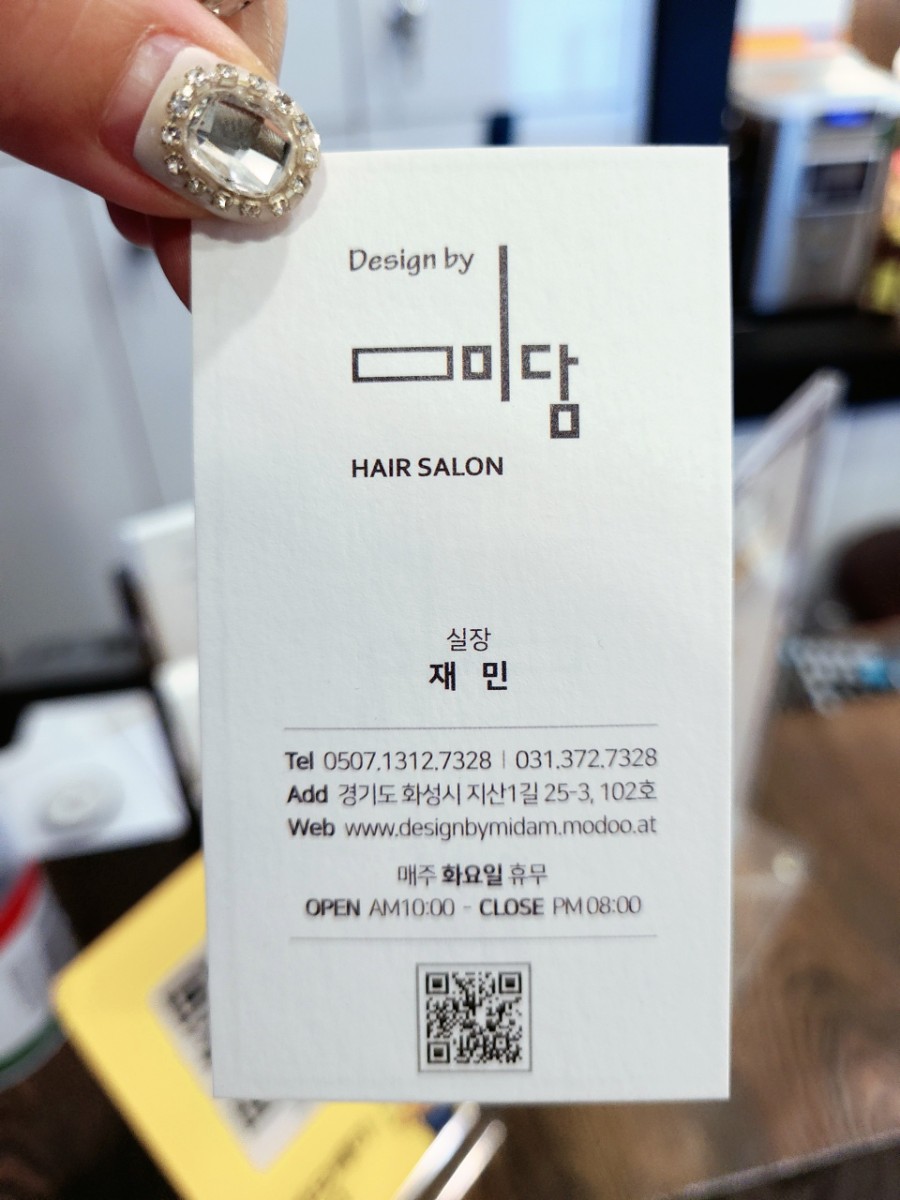 Design by
미담
HAIR SALON
실장
재 민
Tel 0507.1312.7328 | 031.372.7328
Add 경기도 화성시 지산1길 25-3, 102호
Web www.designbymidam.modoo.at
매주 화요일 휴무
OPEN AM10:00 - CLOSE PM08:00